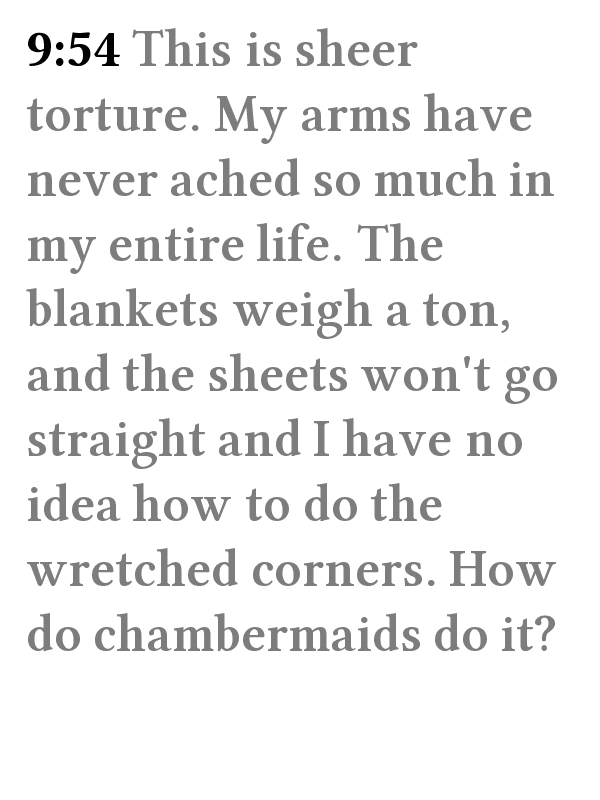 9:54 This is sheer
torture. My arms have
never ached so much in
my entire life. The
blankets weigh a ton,
and the sheets won't go
straight and I have no
idea how to do the
wretched corners. How
do chambermaids do it?